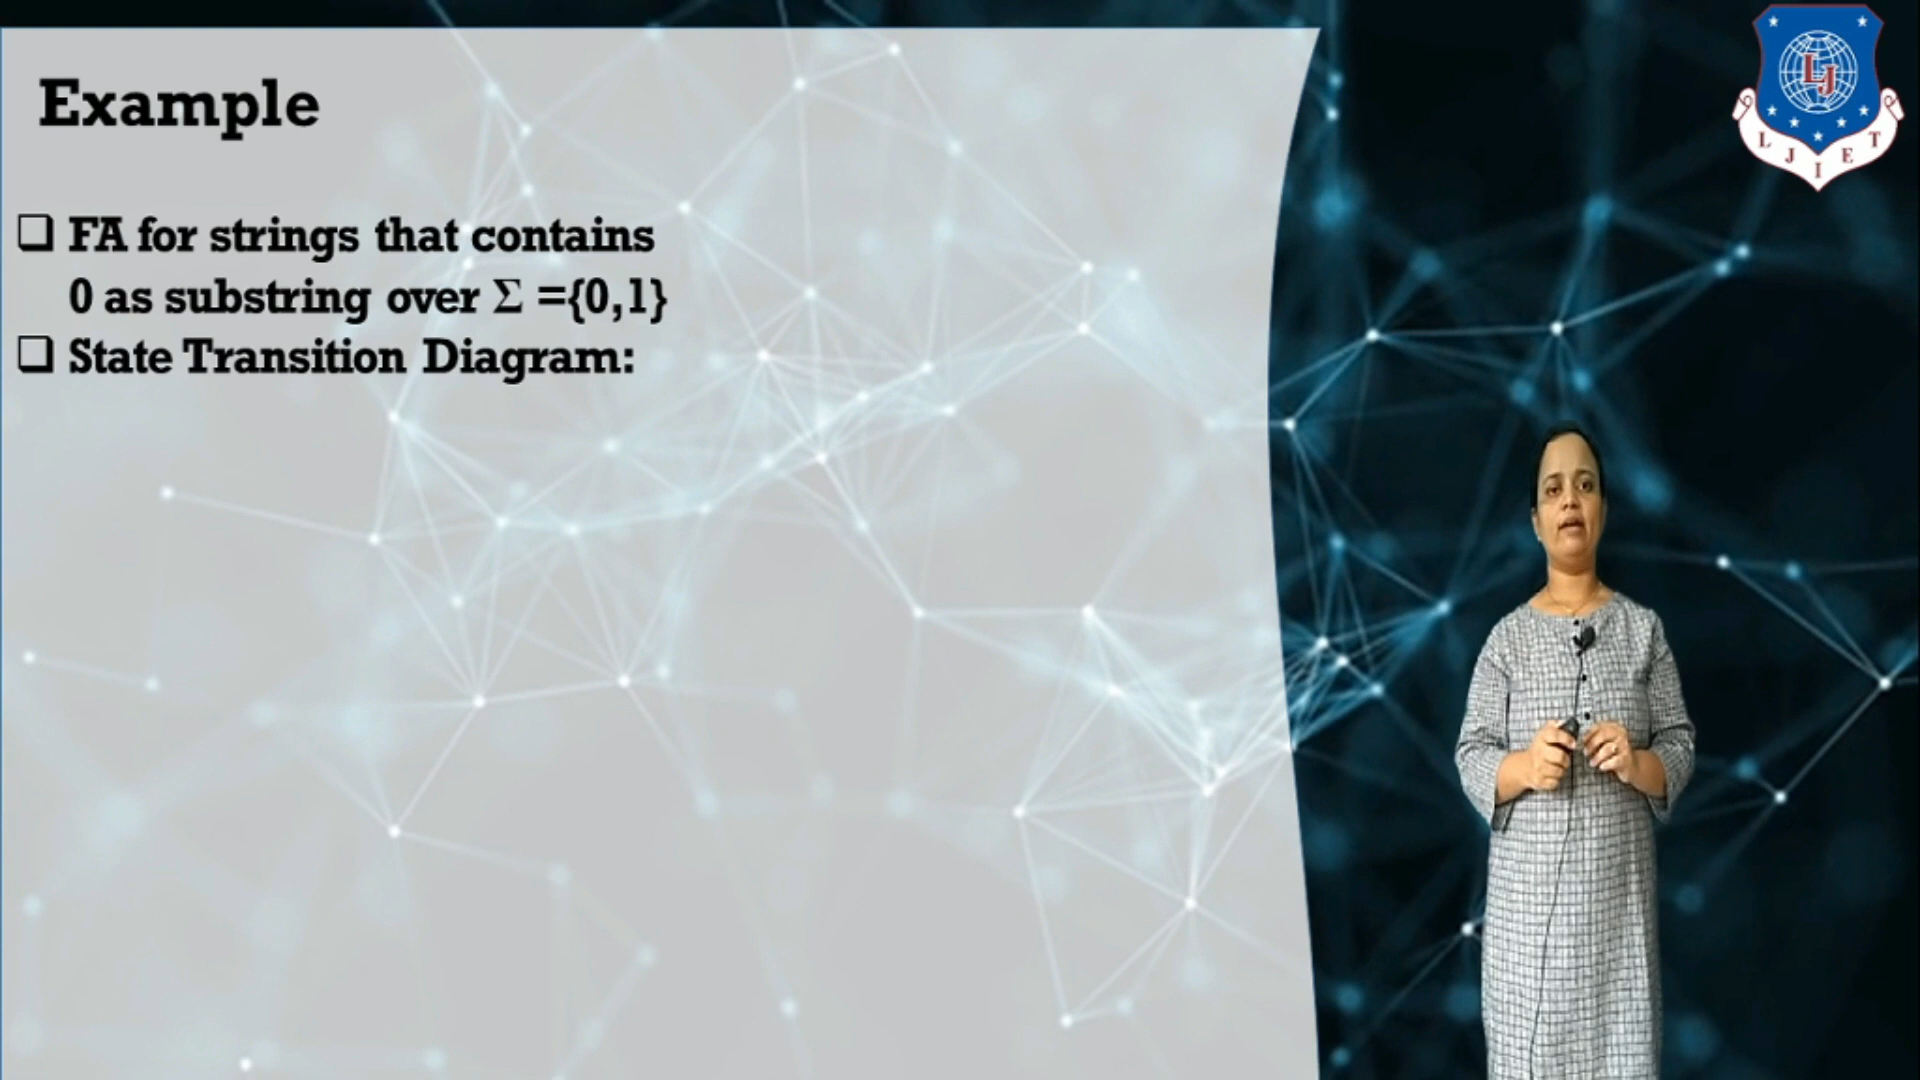 Example
FA for strings that contains
0 as substring over Σ ={0,1}
State Transition Diagram:
LJ
L J I E T